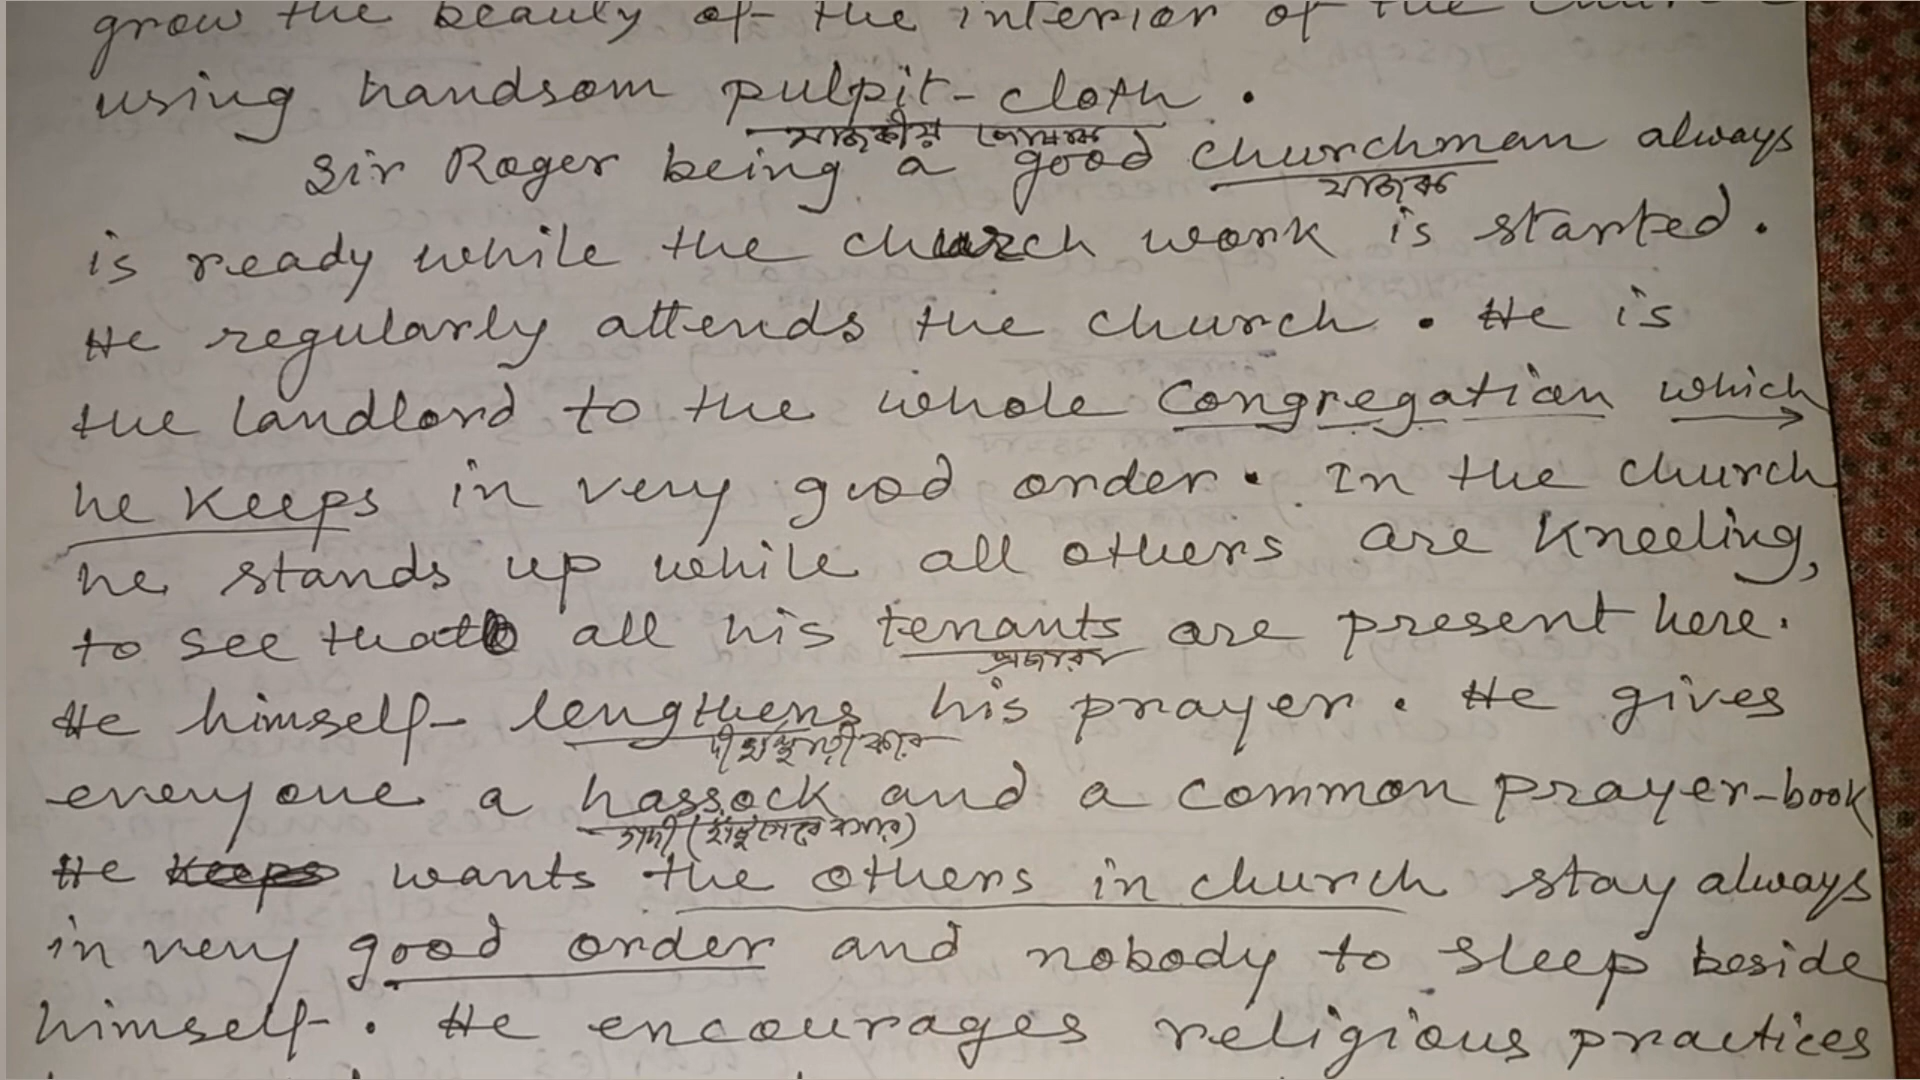 grow the beauty of the interior of the
using handsom pulpit-cloth.
যাজকীয় পোষাক
Sir Roger being a good churchman always
যাজক
is ready while the church work is started.
He regularly attends the church. He is
the landlord to the whole Congregation which
he keeps in very good order. In the church
he stands up while all others are kneeling,
to see that all his tenants are present here.
He himself lengthens his prayer. He gives
everyone a hassock and a common prayer-book
He wants the others in church stay always
in very good order and nobody to sleep beside
himself. He encourages religious practices